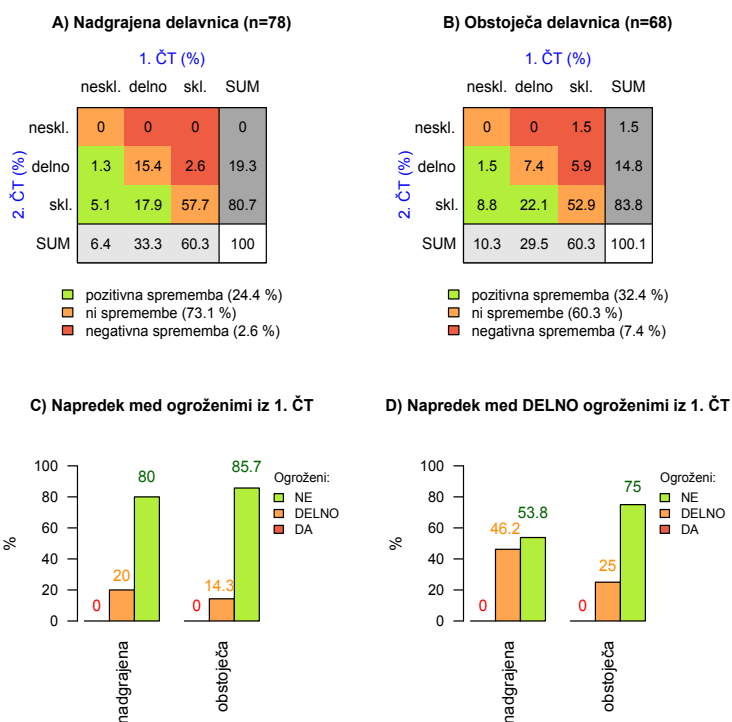 A) Nadgrajena delavnica (n=78)
1. ČT (%)
neskl. delno skl. SUM
2. ČT (%)
neskl. 0 0 0 0
delno 1.3 15.4 2.6 19.3
skl. 5.1 17.9 57.7 80.7
SUM 6.4 33.3 60.3 100
pozitivna sprememba (24.4 %)
ni spremembe (73.1 %)
negativna sprememba (2.6 %)
B) Obstoječa delavnica (n=68)
1. ČT (%)
neskl. delno skl. SUM
2. ČT (%)
neskl. 0 0 1.5 1.5
delno 1.5 7.4 5.9 14.8
skl. 8.8 22.1 52.9 83.8
SUM 10.3 29.5 60.3 100.1
pozitivna sprememba (32.4 %)
ni spremembe (60.3 %)
negativna sprememba (7.4 %)
C) Napredek med ogroženimi iz 1. ČT
%
100
80
60
40
20
0
0 20 80
0 14.3 85.7
nadgrajena
obstoječa
Ogroženi:
NE
DELNO
DA
D) Napredek med DELNO ogroženimi iz 1. ČT
%
100
80
60
40
20
0
0 46.2 53.8
0 25 75
nadgrajena
obstoječa
Ogroženi:
NE
DELNO
DA